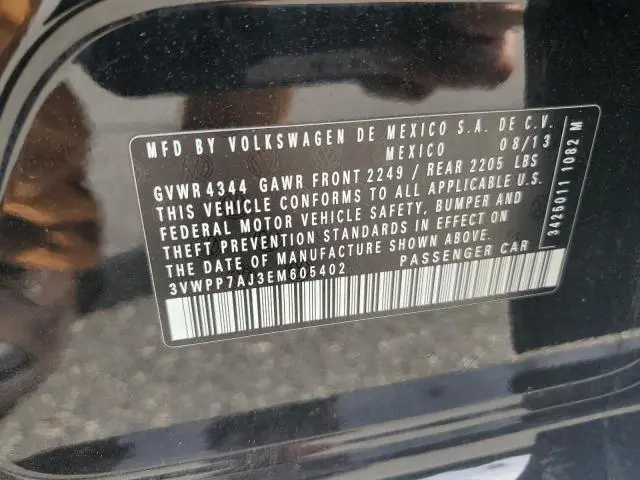 MFD BY VOLKSWAGEN DE MEXICO S.A. DE C.V.
MEXICO 08/13
GVWR 4344 GAWR FRONT 2249 / REAR 2205 LBS
THIS VEHICLE CONFORMS TO ALL APPLICABLE U.S.
FEDERAL MOTOR VEHICLE SAFETY, BUMPER AND
THEFT PREVENTION STANDARDS IN EFFECT ON
THE DATE OF MANUFACTURE SHOWN ABOVE.
3VWPP7AJ3EM605402 PASSENGER CAR
3425011 1082 M